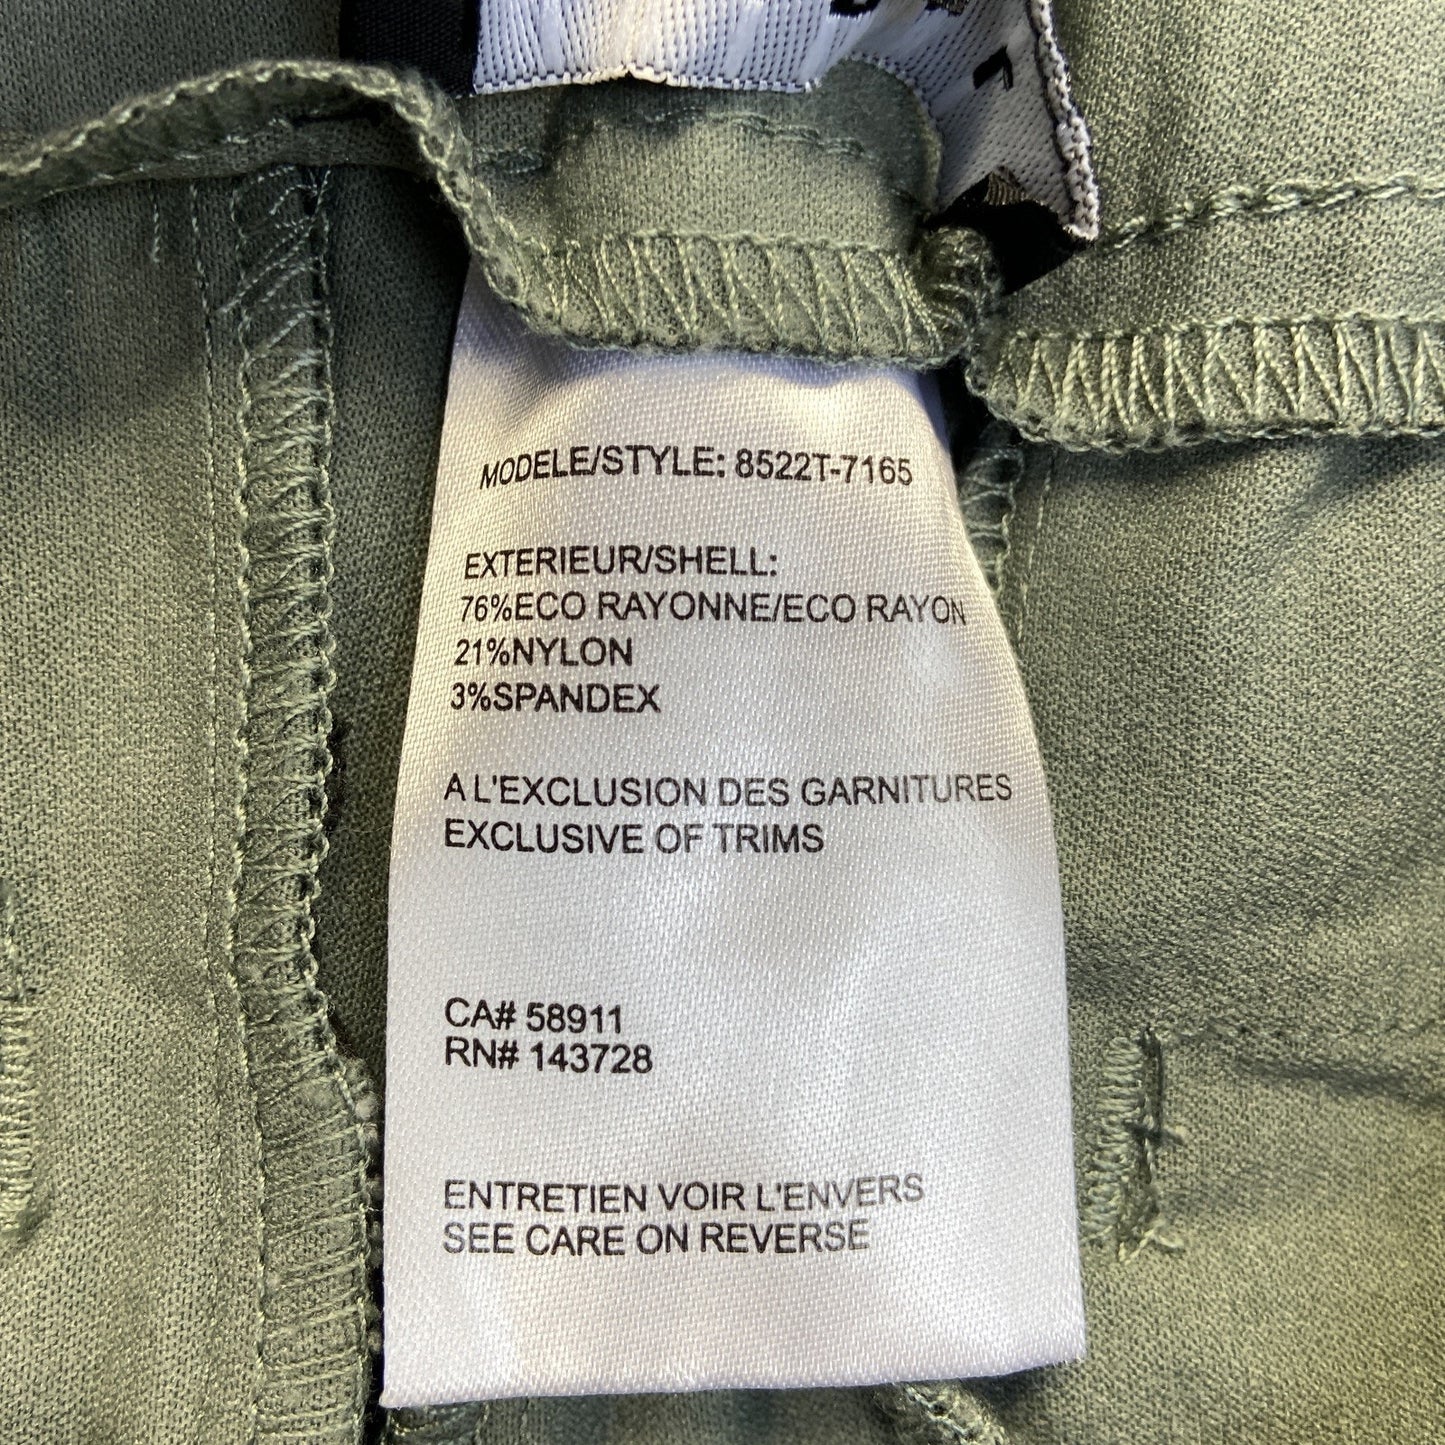 MODELE/STYLE: 8522T-7165
EXTERIEUR/SHELL:
76%ECO RAYONNE/ECO RAYON
21%NYLON
3%SPANDEX
A L'EXCLUSION DES GARNITURES
EXCLUSIVE OF TRIMS
CA# 58911
RN# 143728
ENTRETIEN VOIR L'ENVERS
SEE CARE ON REVERSE